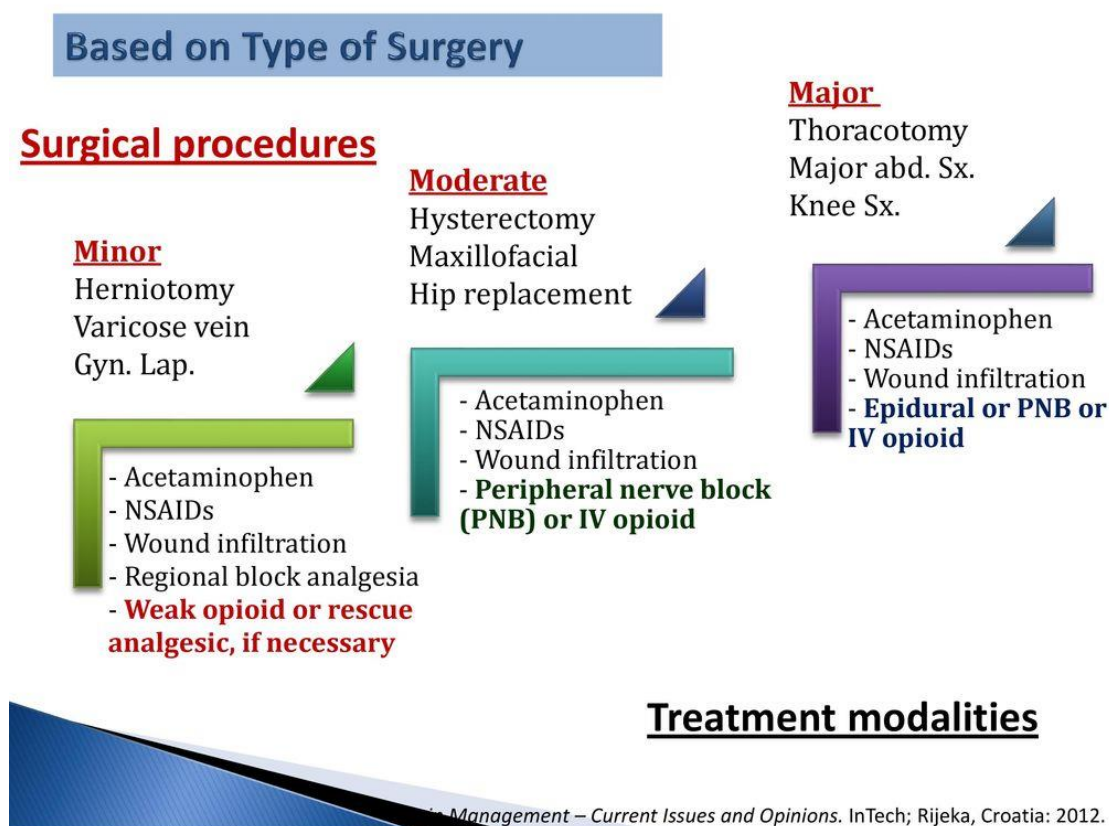 Based on Type of Surgery
Surgical procedures
Minor
Herniotomy
Varicose vein
Gyn. Lap.
- Acetaminophen
- NSAIDs
- Wound infiltration
- Regional block analgesia
- Weak opioid or rescue
analgesic, if necessary
Moderate
Hysterectomy
Maxillofacial
Hip replacement
- Acetaminophen
- NSAIDs
- Wound infiltration
- Peripheral nerve block
(PNB) or IV opioid
Major
Thoracotomy
Major abd. Sx.
Knee Sx.
- Acetaminophen
- NSAIDs
- Wound infiltration
- Epidural or PNB or
IV opioid
Treatment modalities
Management – Current Issues and Opinions. InTech; Rijeka, Croatia: 2012.